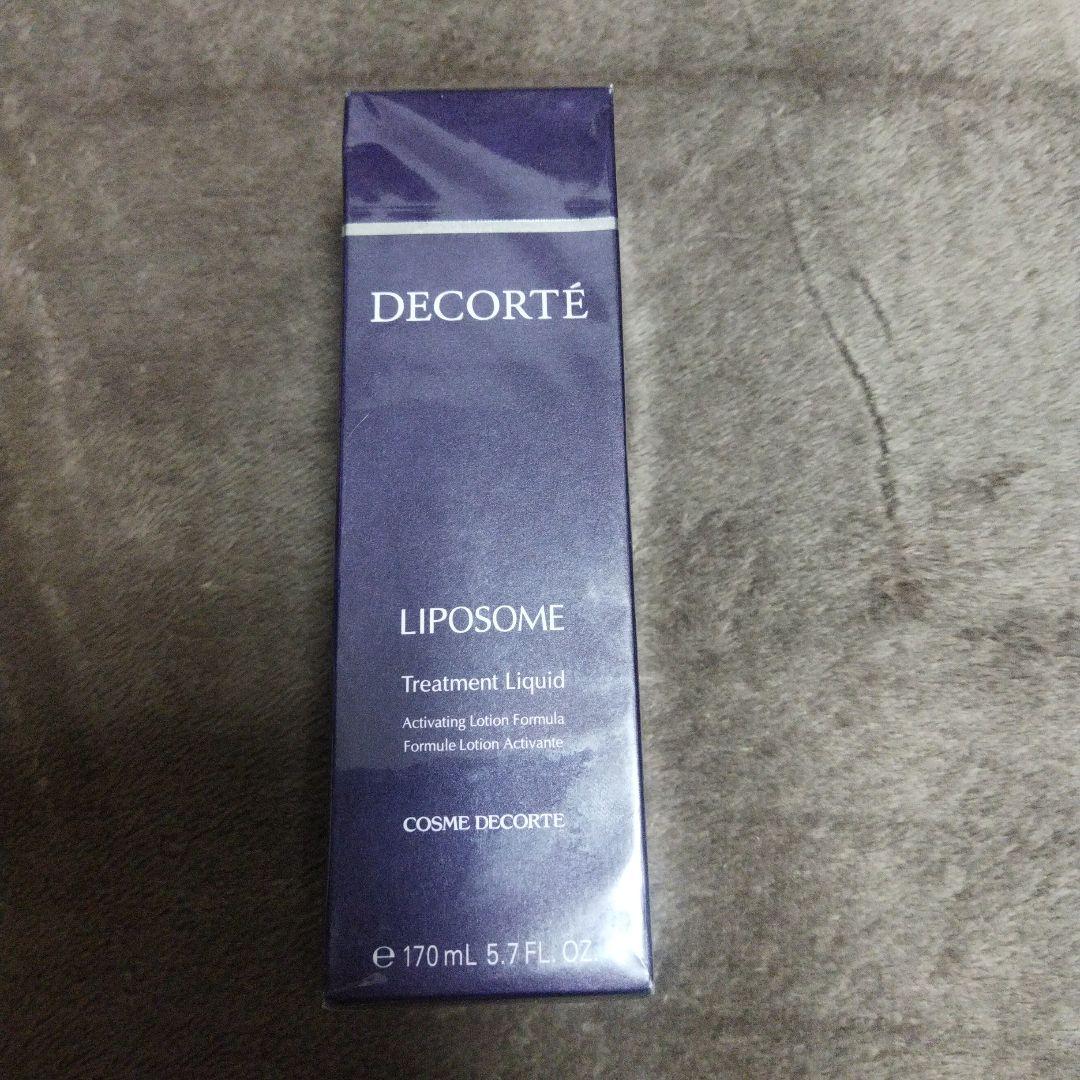 DECORTÉ
LIPOSOME
Treatment Liquid
Activating Lotion Formula
Formule Lotion Activante
COSME DECORTE
℮ 170 mL 5.7 FL. OZ.